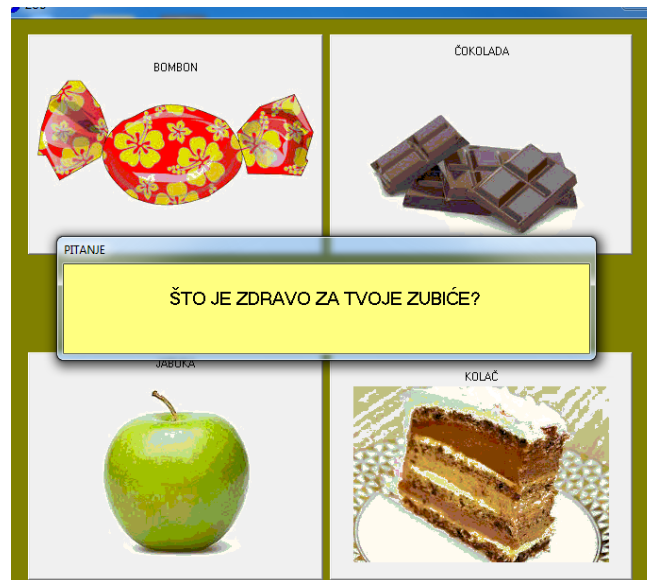 BOMBON
ČOKOLADA
PITANJE
ŠTO JE ZDRAVO ZA TVOJE ZUBIĆE?
JABUKA
KOLAČ